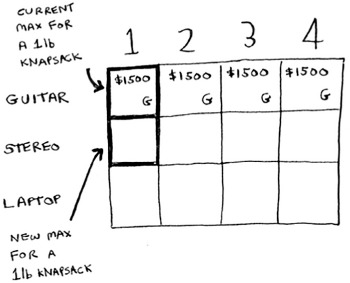 CURRENT
MAX FOR
A 1lb
KNAPSACK
1 2 3 4
GUITAR $1500 G $1500 G $1500 G $1500 G
STEREO
LAPTOP
NEW MAX
FOR A
1lb KNAPSACK